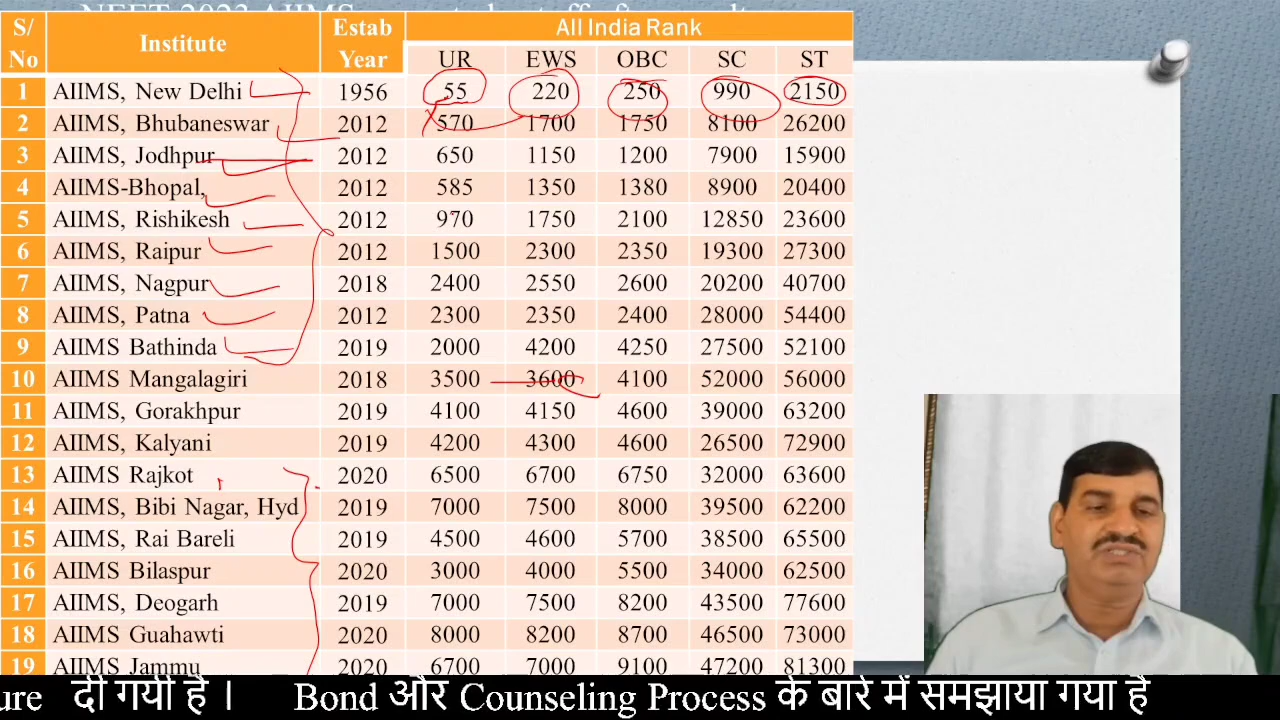 S/ No Institute Estab Year All India Rank
UR EWS OBC SC ST
1 AIIMS, New Delhi 1956 55 220 250 990 2150
2 AIIMS, Bhubaneswar 2012 570 1700 1750 8100 26200
3 AIIMS, Jodhpur 2012 650 1150 1200 7900 15900
4 AIIMS-Bhopal, 2012 585 1350 1380 8900 20400
5 AIIMS, Rishikesh 2012 970 1750 2100 12850 23600
6 AIIMS, Raipur 2012 1500 2300 2350 19300 27300
7 AIIMS, Nagpur 2018 2400 2550 2600 20200 40700
8 AIIMS, Patna 2012 2300 2350 2400 28000 54400
9 AIIMS Bathinda 2019 2000 4200 4250 27500 52100
10 AIIMS Mangalagiri 2018 3500 3600 4100 52000 56000
11 AIIMS, Gorakhpur 2019 4100 4150 4600 39000 63200
12 AIIMS, Kalyani 2019 4200 4300 4600 26500 72900
13 AIIMS Rajkot 2020 6500 6700 6750 32000 63600
14 AIIMS, Bibi Nagar, Hyd 2019 7000 7500 8000 39500 62200
15 AIIMS, Rai Bareli 2019 4500 4600 5700 38500 65500
16 AIIMS Bilaspur 2020 3000 4000 5500 34000 62500
17 AIIMS, Deogarh 2019 7000 7500 8200 43500 77600
18 AIIMS Guahawti 2020 8000 8200 8700 46500 73000
19 AIIMS Jammu 2020 6700 7000 9100 47200 81300
ure दी गयी है । Bond और Counseling Process के बारे में समझाया गया है